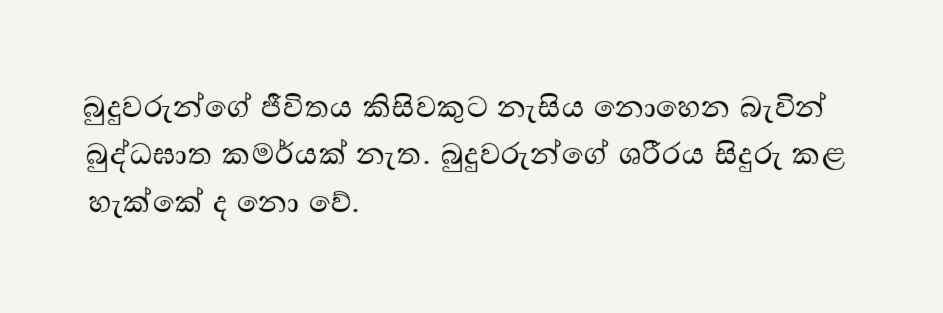 බුදුවරුන්ගේ ජීවිතය කිසිවකුට නැසිය නොහෙන බැවින්
බුද්ධඝාත කමර්යක් නැත. බුදුවරුන්ගේ ශරීරය සිදුරු කළ
හැක්කේ ද නො වේ.